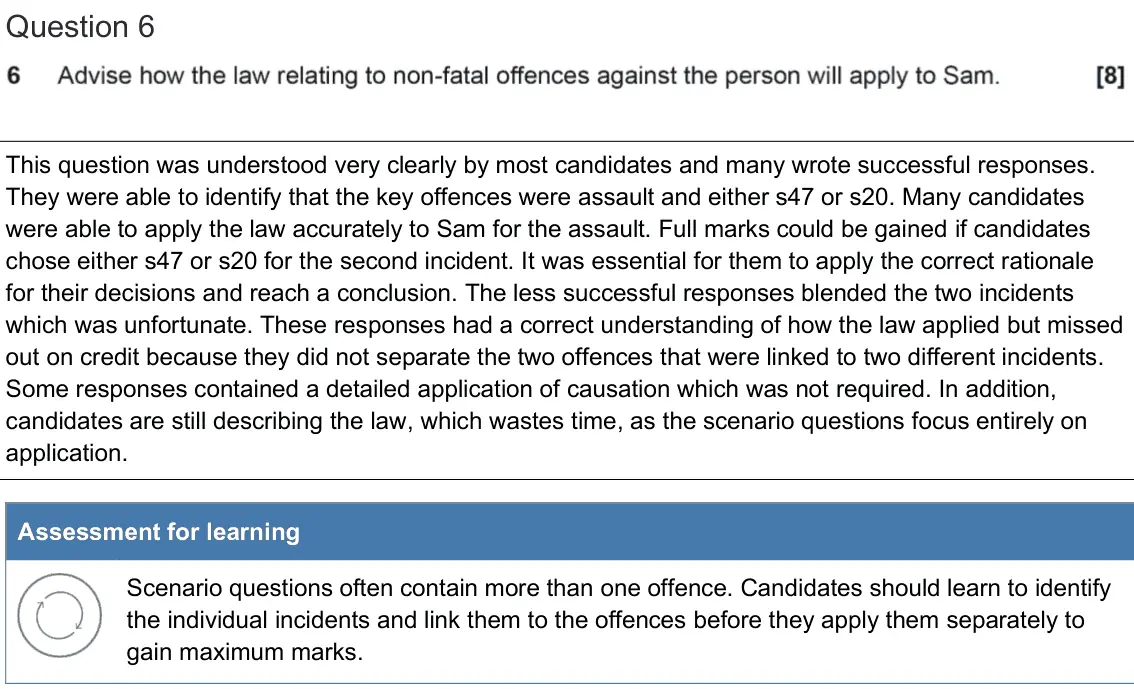 Question 6
6 Advise how the law relating to non-fatal offences against the person will apply to Sam. [8]
This question was understood very clearly by most candidates and many wrote successful responses.
They were able to identify that the key offences were assault and either s47 or s20. Many candidates
were able to apply the law accurately to Sam for the assault. Full marks could be gained if candidates
chose either s47 or s20 for the second incident. It was essential for them to apply the correct rationale
for their decisions and reach a conclusion. The less successful responses blended the two incidents
which was unfortunate. These responses had a correct understanding of how the law applied but missed
out on credit because they did not separate the two offences that were linked to two different incidents.
Some responses contained a detailed application of causation which was not required. In addition,
candidates are still describing the law, which wastes time, as the scenario questions focus entirely on
application.
Assessment for learning
Scenario questions often contain more than one offence. Candidates should learn to identify
the individual incidents and link them to the offences before they apply them separately to
gain maximum marks.